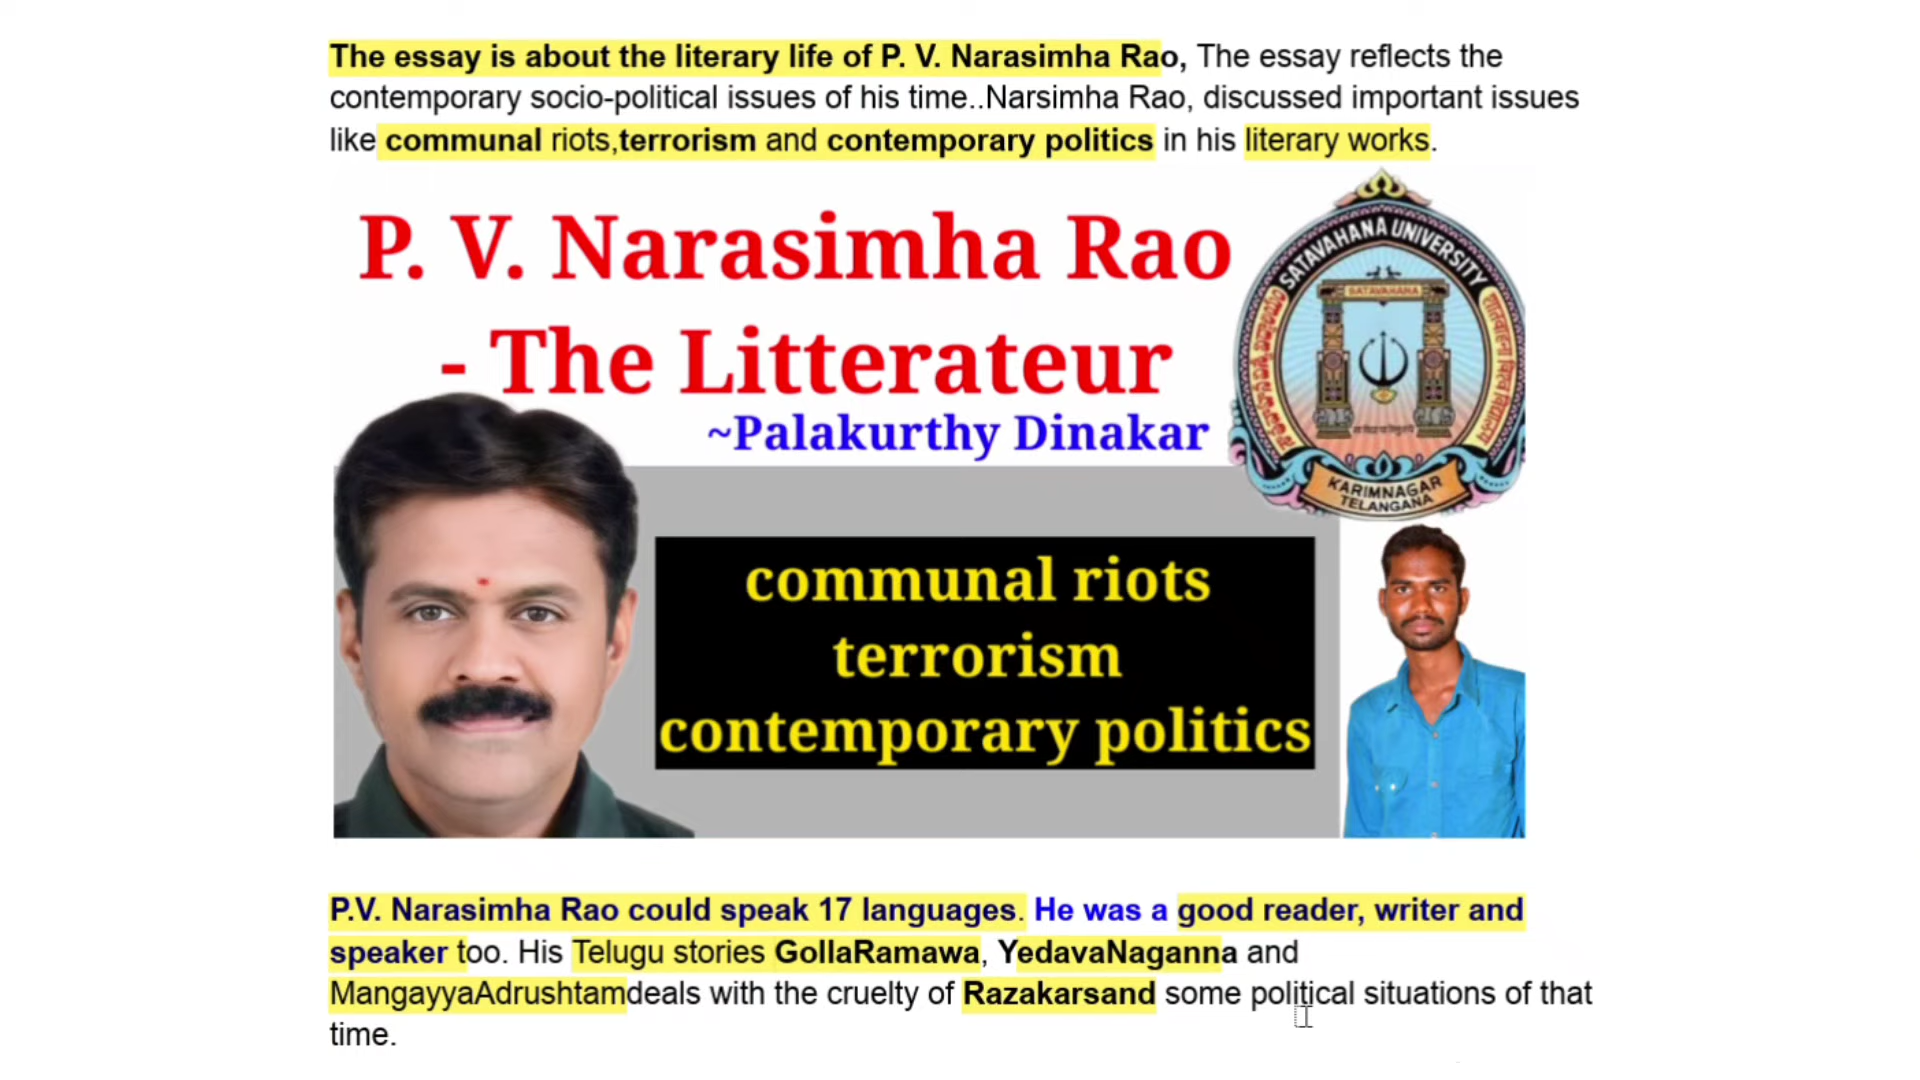 The essay is about the literary life of P. V. Narasimha Rao, The essay reflects the
contemporary socio-political issues of his time..Narsimha Rao, discussed important issues
like communal riots,terrorism and contemporary politics in his literary works.
P. V. Narasimha Rao
- The Litterateur
~Palakurthy Dinakar
SATAVAHANA UNIVERSITY
SATAVAHANA
KARIMNAGAR
TELANGANA
communal riots
terrorism
contemporary politics
P.V. Narasimha Rao could speak 17 languages. He was a good reader, writer and
speaker too. His Telugu stories GollaRamawa, YedavaNaganna and
MangayyaAdrushtamdeals with the cruelty of Razakarsand some political situations of that
time.